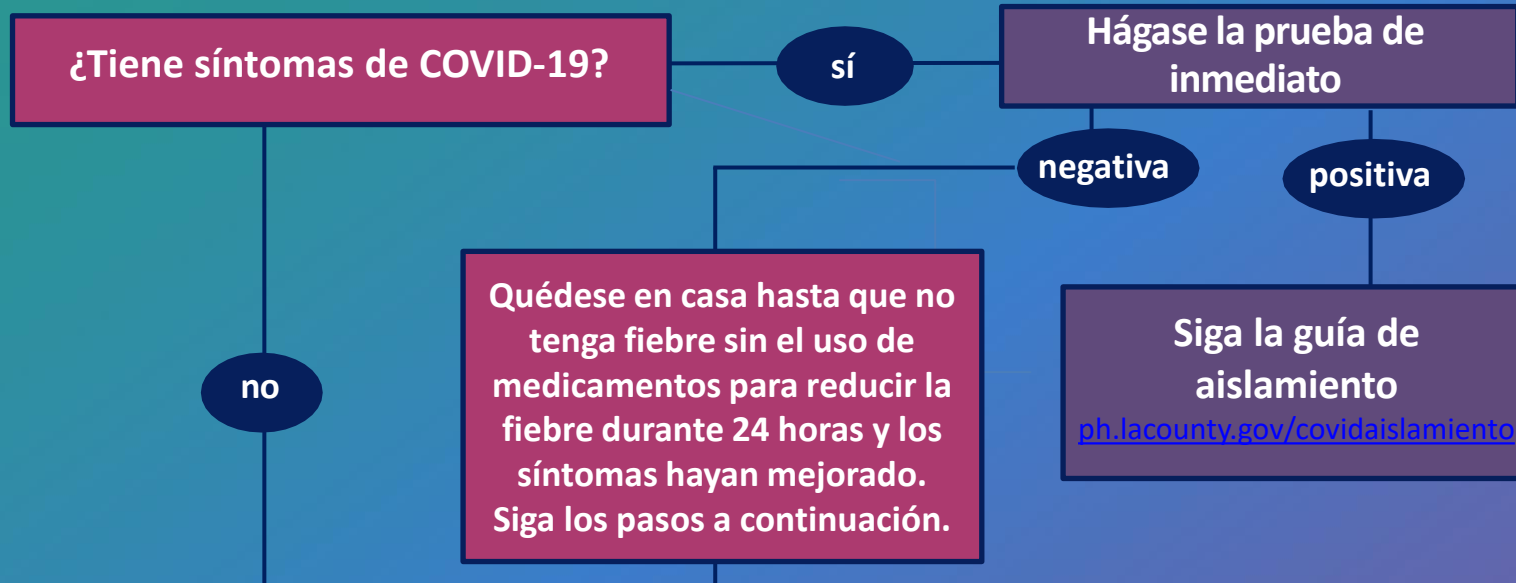 ¿Tiene síntomas de COVID-19?
sí
Hágase la prueba de
inmediato
negativa
positiva
Quédese en casa hasta que no
tenga fiebre sin el uso de
medicamentos para reducir la
fiebre durante 24 horas y los
síntomas hayan mejorado.
Siga los pasos a continuación.
Siga la guía de
aislamiento
ph.lacounty.gov/covidaislamiento
no